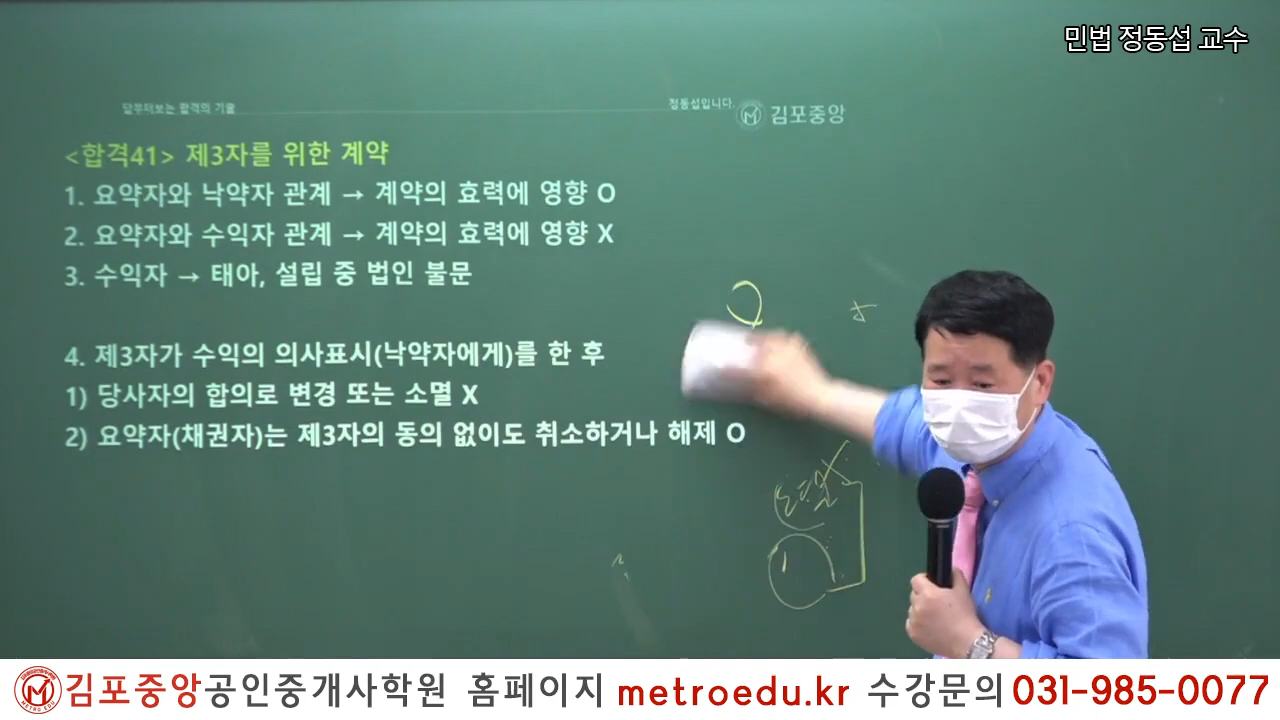 민법 정동섭 교수
정동섭입니다.
김포중앙
합격의 기술
<합격41> 제3자를 위한 계약
1. 요약자와 낙약자 관계 → 계약의 효력에 영향 O
2. 요약자와 수익자 관계 → 계약의 효력에 영향 X
3. 수익자 → 태아, 설립 중 법인 불문
4. 제3자가 수익의 의사표시(낙약자에게)를 한 후
1) 당사자의 합의로 변경 또는 소멸 X
2) 요약자(채권자)는 제3자의 동의 없이도 취소하거나 해제 O
김포중앙공인중개사학원 홈페이지 metroedu.kr 수강문의 031-985-0077